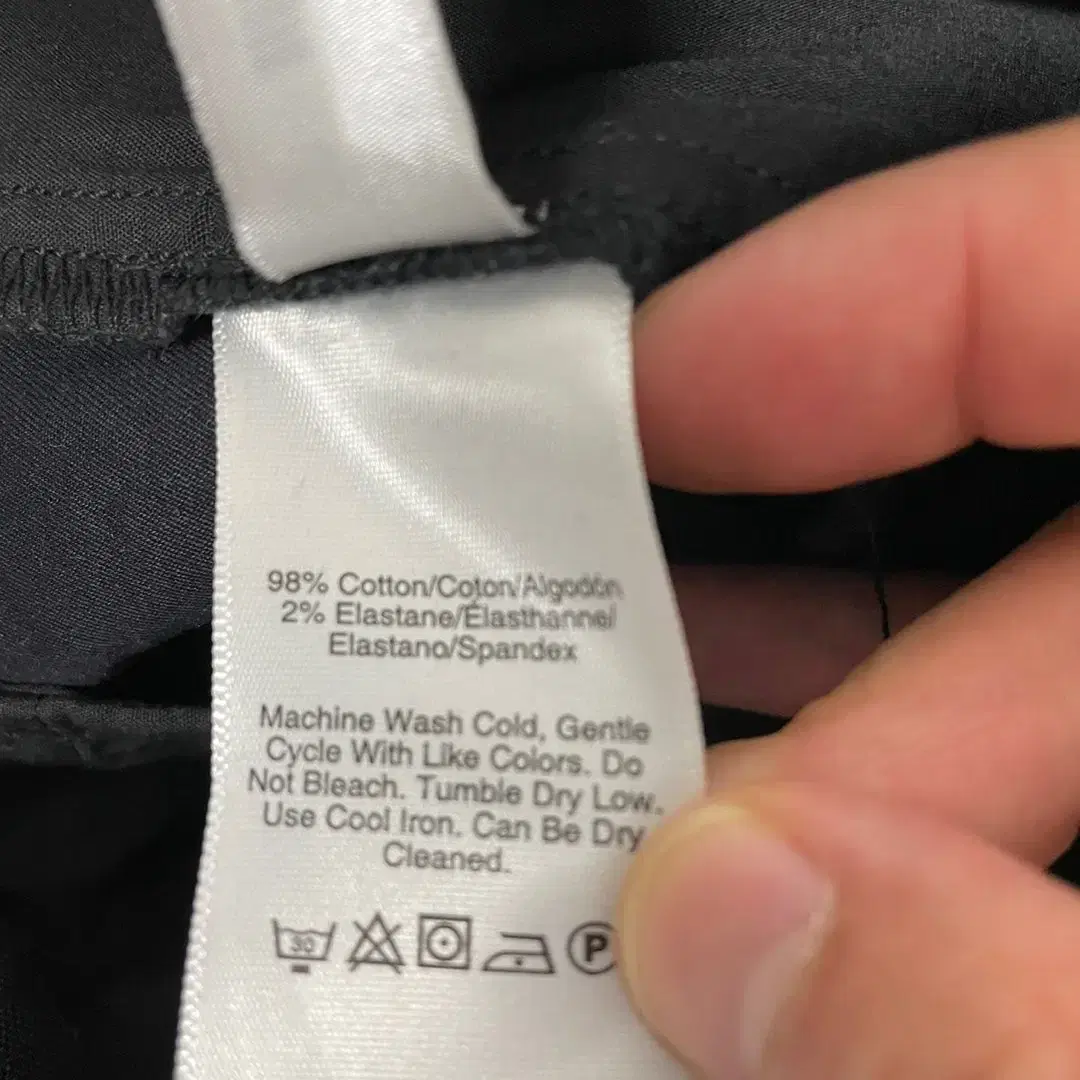 98% Cotton/Coton/Algodón
2% Elastane/Élasthanne/
Elastano/Spandex
Machine Wash Cold, Gentle
Cycle With Like Colors. Do
Not Bleach. Tumble Dry Low.
Use Cool Iron. Can Be Dry
Cleaned.
30 P